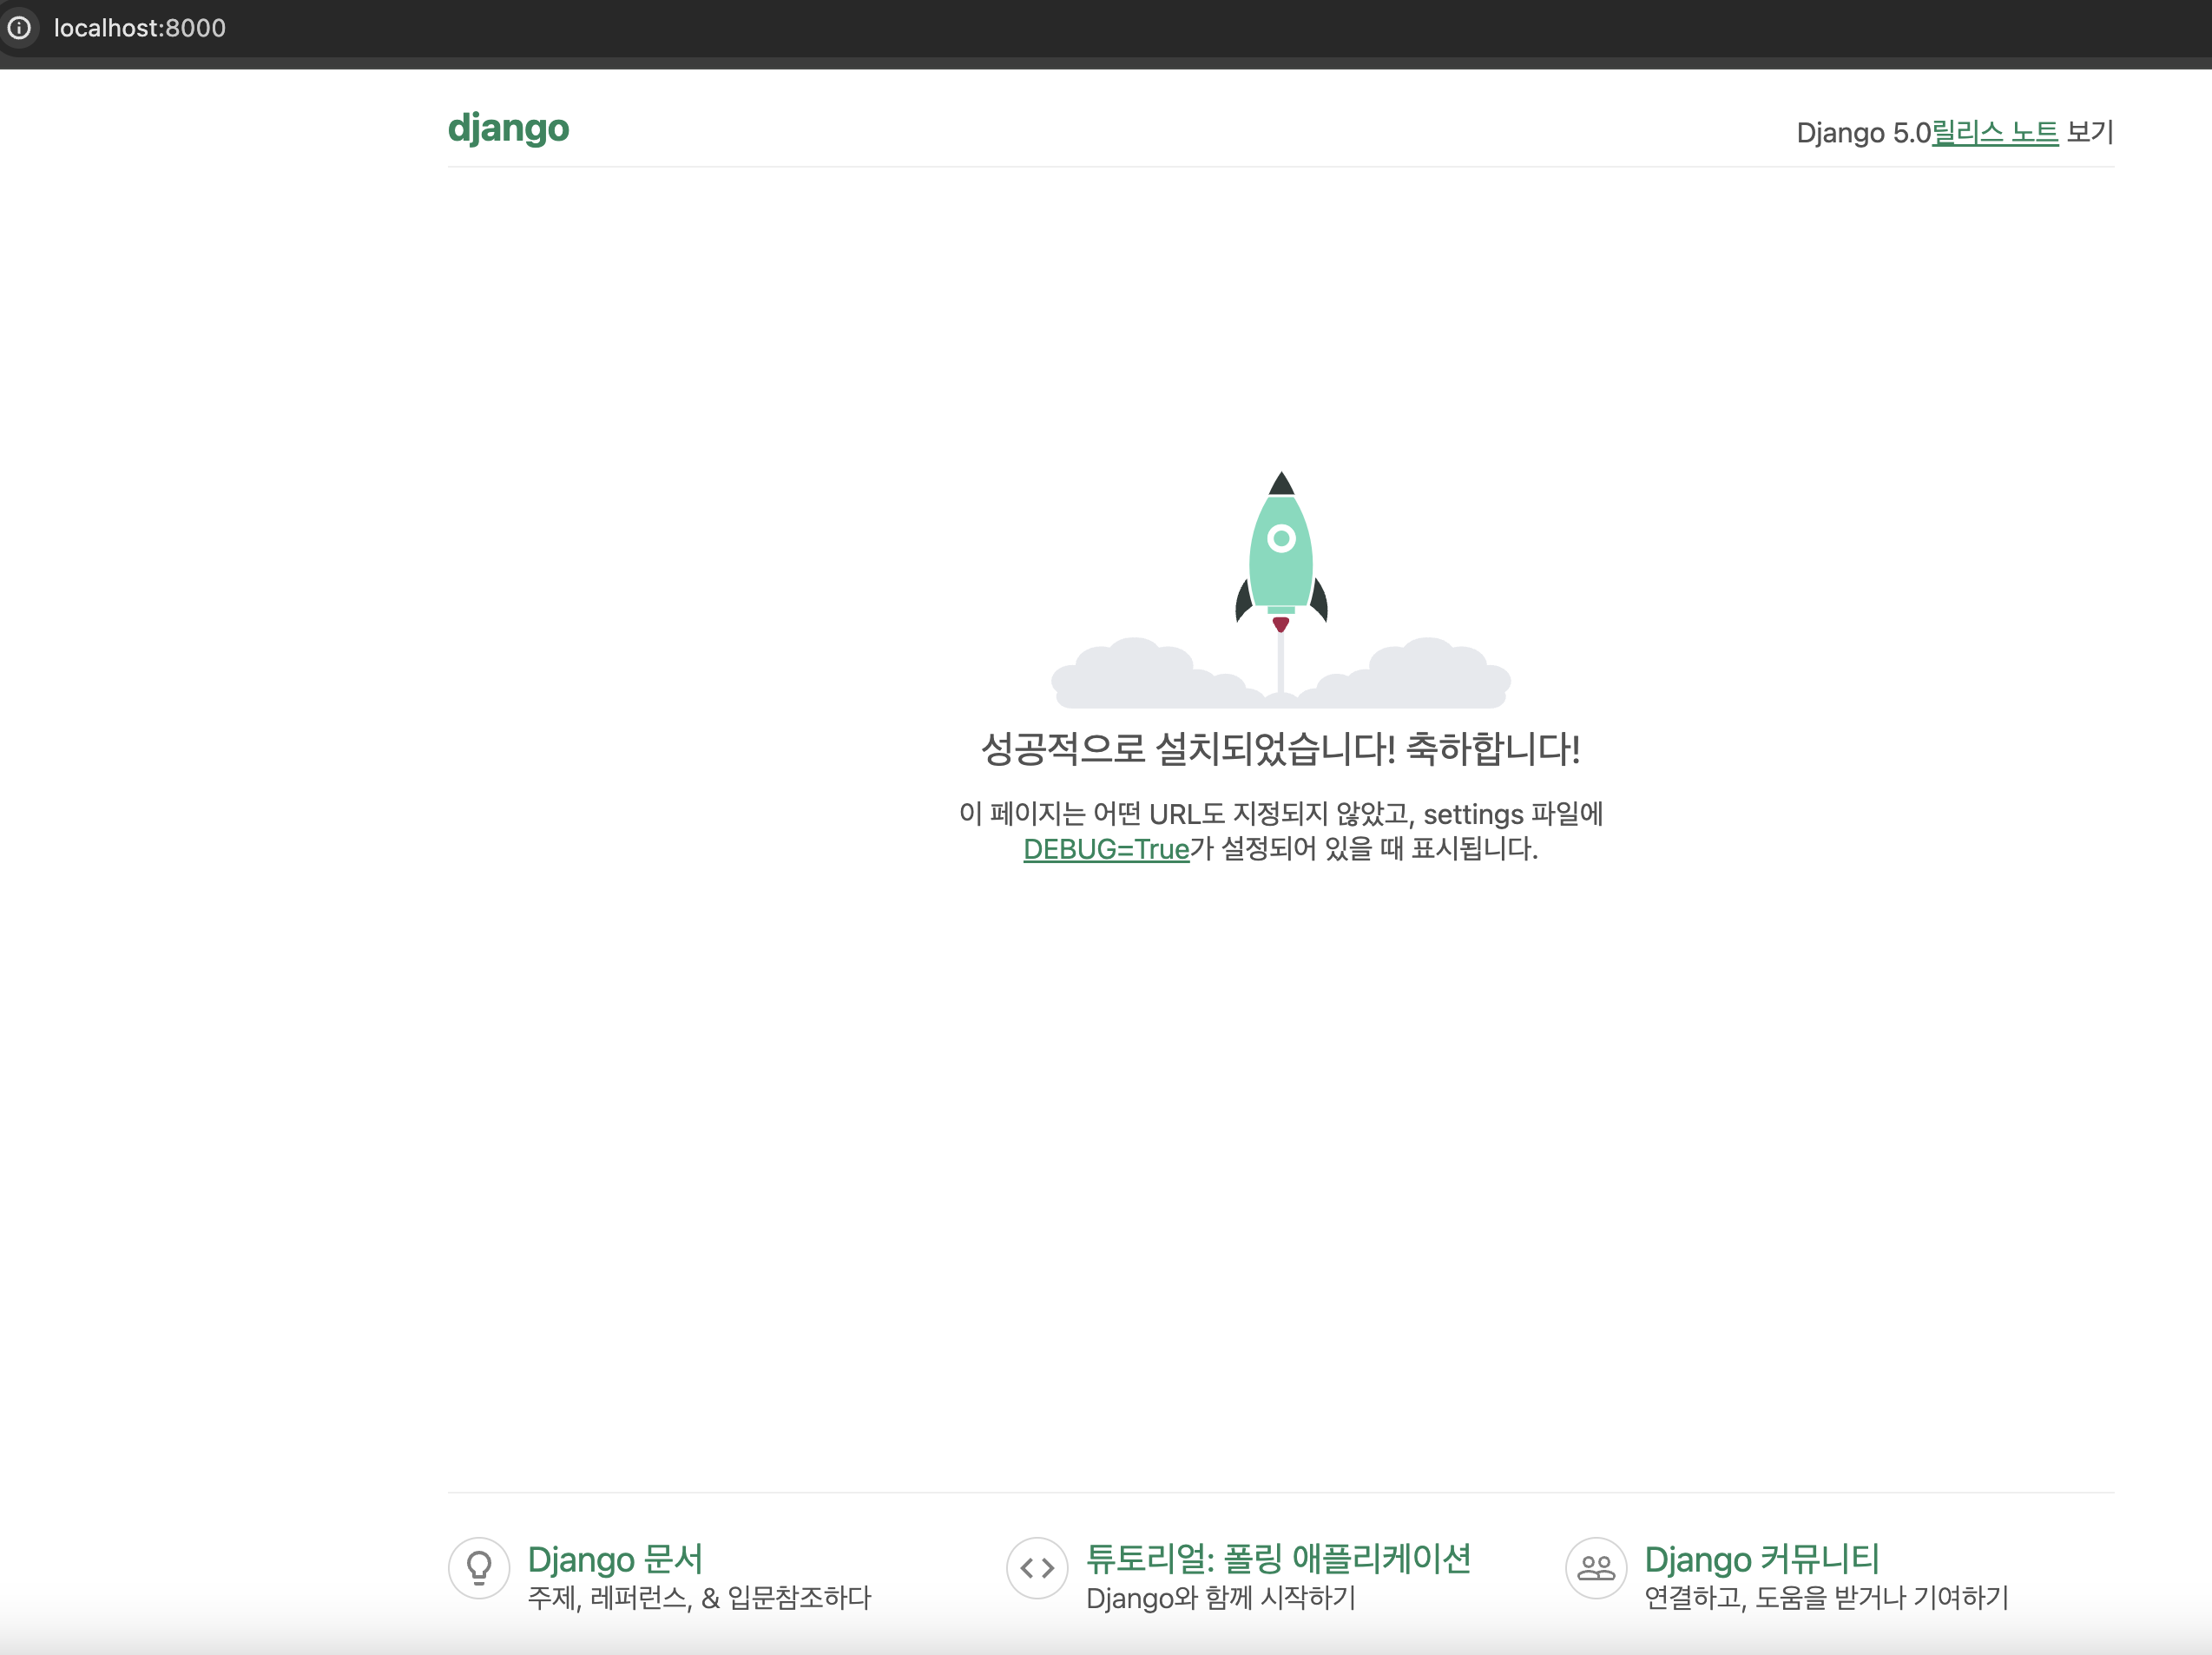 localhost:8000
django
Django 5.0릴리스 노트 보기
성공적으로 설치되었습니다! 축하합니다!
이 페이지는 어떤 URL도 지정되지 않았고, settings 파일에
DEBUG=True가 설정되어 있을 때 표시됩니다.
Django 문서
주제, 레퍼런스, & 입문참조하다
튜토리얼: 폴링 애플리케이션
Django와 함께 시작하기
Django 커뮤니티
연결하고, 도움을 받거나 기여하기